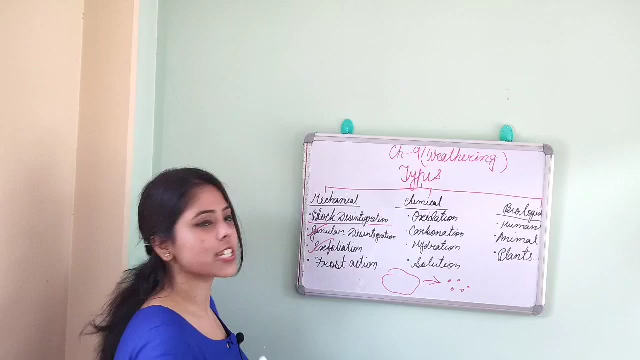 Ch-9 (Weathering)
Types
Mechanical Chemical Biological
• Block Disintegration • Oxidation • Human
• Granular Disintegration • Carbonation • Animal
• Exfoliation • Hydration • Plants
• Frost action • Solution